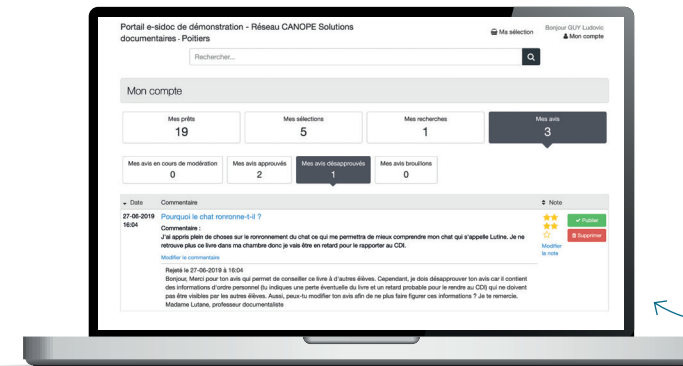 Portail e-sidoc de démonstration - Réseau CANOPE Solutions
documentaires - Poitiers
Ma sélection
Bonjour GUY Ludovic
Mon compte
Rechercher...
Mon compte
Mes prêts
19
Mes sélections
5
Mes recherches
1
Mes avis
3
Mes avis en cours de modération
0
Mes avis approuvés
2
Mes avis désapprouvés
1
Mes avis brouillons
0
Date
Commentaire
Note
27-06-2019
16:04
Pourquoi le chat ronronne-t-il ?
Commentaire :
J'ai appris plein de choses sur le ronronnement du chat ce qui me permettra de mieux comprendre mon chat qui s'appelle Lutine. Je ne
retrouve plus ce livre dans ma chambre donc je vais être en retard pour le rapporter au CDI.
Modifier le commentaire
Modifier
la note
Publier
Supprimer
Rejeté le 27-06-2019 à 16:04
Bonjour, Merci pour ton avis qui permet de conseiller ce livre à d'autres élèves. Cependant, je dois désapprouver ton avis car il contient
des informations d'ordre personnel (tu indiques une perte éventuelle du livre et un retard probable pour le rendre au CDI) qui ne doivent
pas être visibles par les autres élèves. Aussi, peux-tu modifier ton avis afin de ne plus faire figurer ces informations ? Je te remercie.
Madame Lutane, professeur documentaliste